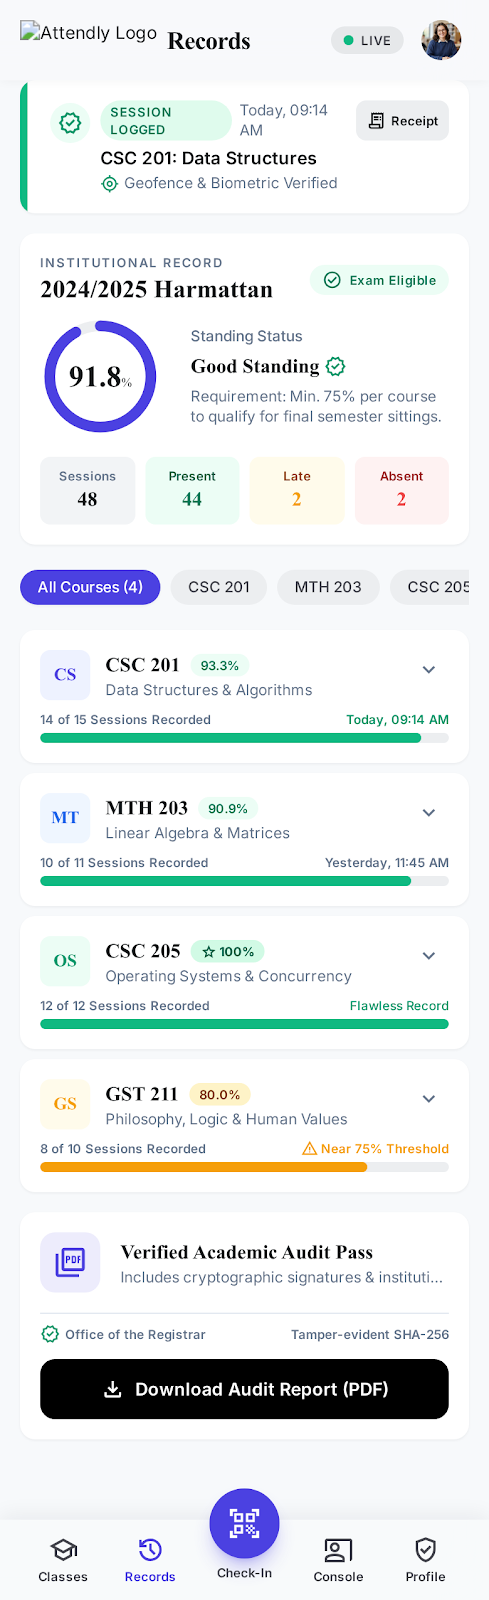 Attendly Logo
Records
LIVE
SESSION
LOGGED
Today, 09:14
AM
Receipt
CSC 201: Data Structures
Geofence & Biometric Verified
INSTITUTIONAL RECORD
2024/2025 Harmattan
Exam Eligible
91.8%
Standing Status
Good Standing
Requirement: Min. 75% per course
to qualify for final semester sittings.
Sessions
48
Present
44
Late
2
Absent
2
All Courses (4)
CSC 201
MTH 203
CSC 205
CS
CSC 201
93.3%
Data Structures & Algorithms
14 of 15 Sessions Recorded
Today, 09:14 AM
MT
MTH 203
90.9%
Linear Algebra & Matrices
10 of 11 Sessions Recorded
Yesterday, 11:45 AM
OS
CSC 205
100%
Operating Systems & Concurrency
12 of 12 Sessions Recorded
Flawless Record
GS
GST 211
80.0%
Philosophy, Logic & Human Values
8 of 10 Sessions Recorded
Near 75% Threshold
PDF
Verified Academic Audit Pass
Includes cryptographic signatures & instituti...
Office of the Registrar
Tamper-evident SHA-256
Download Audit Report (PDF)
Classes
Records
Check-In
Console
Profile